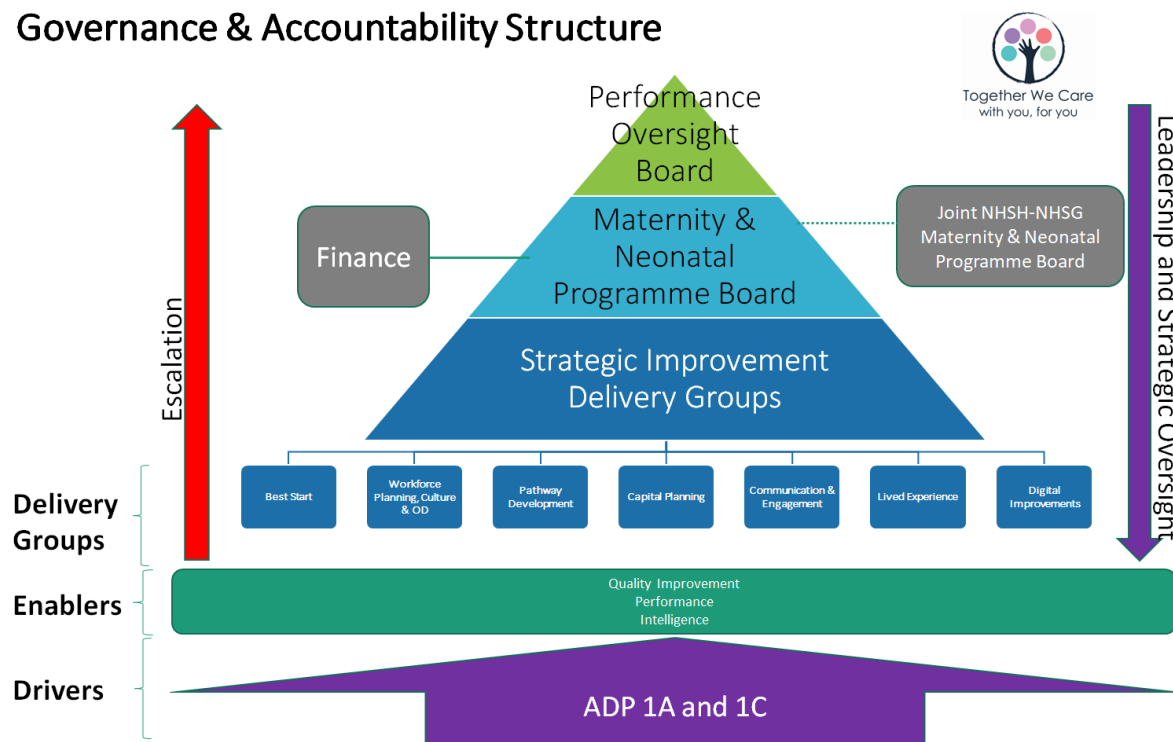 Governance & Accountability Structure
Together We Care
with you, for you
Performance
Oversight
Board
Maternity &
Neonatal
Programme Board
Strategic Improvement
Delivery Groups
Finance
Joint NHSH-NHSG
Maternity & Neonatal
Programme Board
Escalation
Leadership and Strategic Oversight
Delivery
Groups
Best Start
Workforce
Planning, Culture
& OD
Pathway
Development
Capital Planning
Communication &
Engagement
Lived Experience
Digital
Improvements
Enablers
Quality Improvement
Performance
Intelligence
Drivers
ADP 1A and 1C